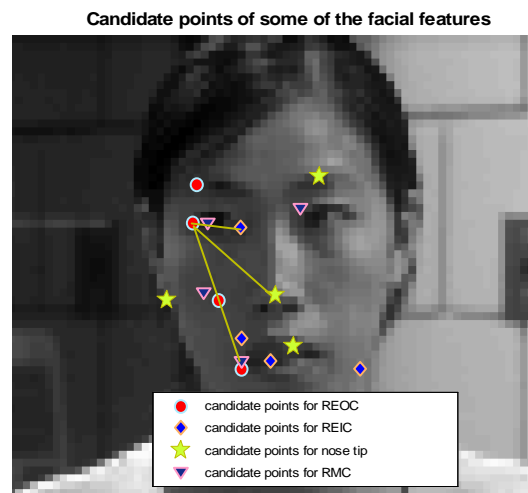 Candidate points of some of the facial features
candidate points for REOC
candidate points for REIC
candidate points for nose tip
candidate points for RMC